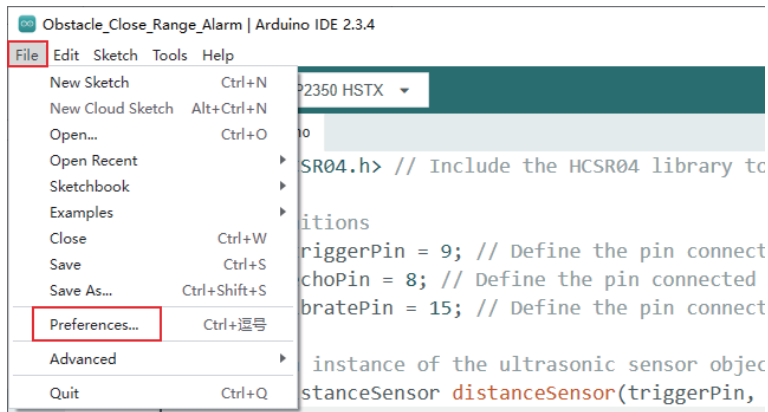 Obstacle_Close_Range_Alarm | Arduino IDE 2.3.4
File Edit Sketch Tools Help
New Sketch Ctrl+N
New Cloud Sketch Alt+Ctrl+N
Open... Ctrl+O
Open Recent
Sketchbook
Examples
Close Ctrl+W
Save Ctrl+S
Save As... Ctrl+Shift+S
Preferences... Ctrl+逗号
Advanced
Quit Ctrl+Q
P2350 HSTX
no
SR04.h> // Include the HCSR04 library to
itions
riggerPin = 9; // Define the pin connect
choPin = 8; // Define the pin connected
bratePin = 15; // Define the pin connect
instance of the ultrasonic sensor objec
stanceSensor distanceSensor(triggerPin,